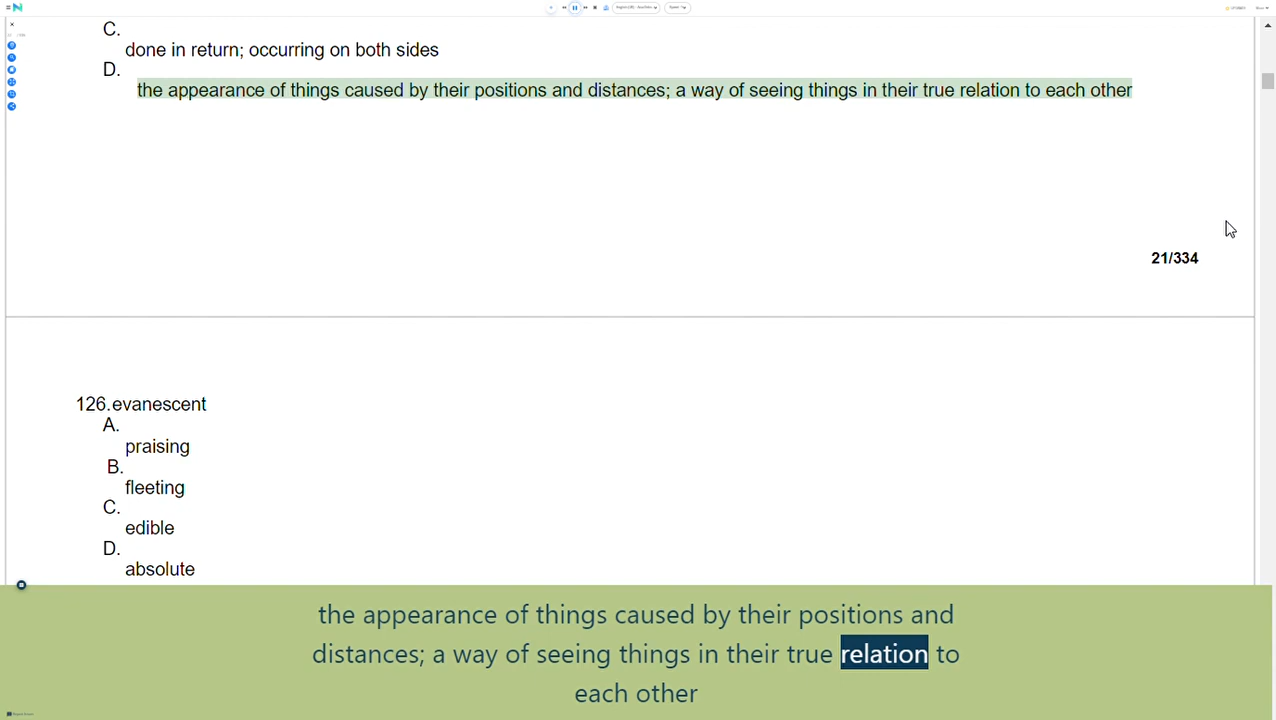 C.
done in return; occurring on both sides
D.
the appearance of things caused by their positions and distances; a way of seeing things in their true relation to each other
21/334
126.evanescent
A.
praising
B.
fleeting
C.
edible
D.
absolute
the appearance of things caused by their positions and
distances; a way of seeing things in their true relation to
each other